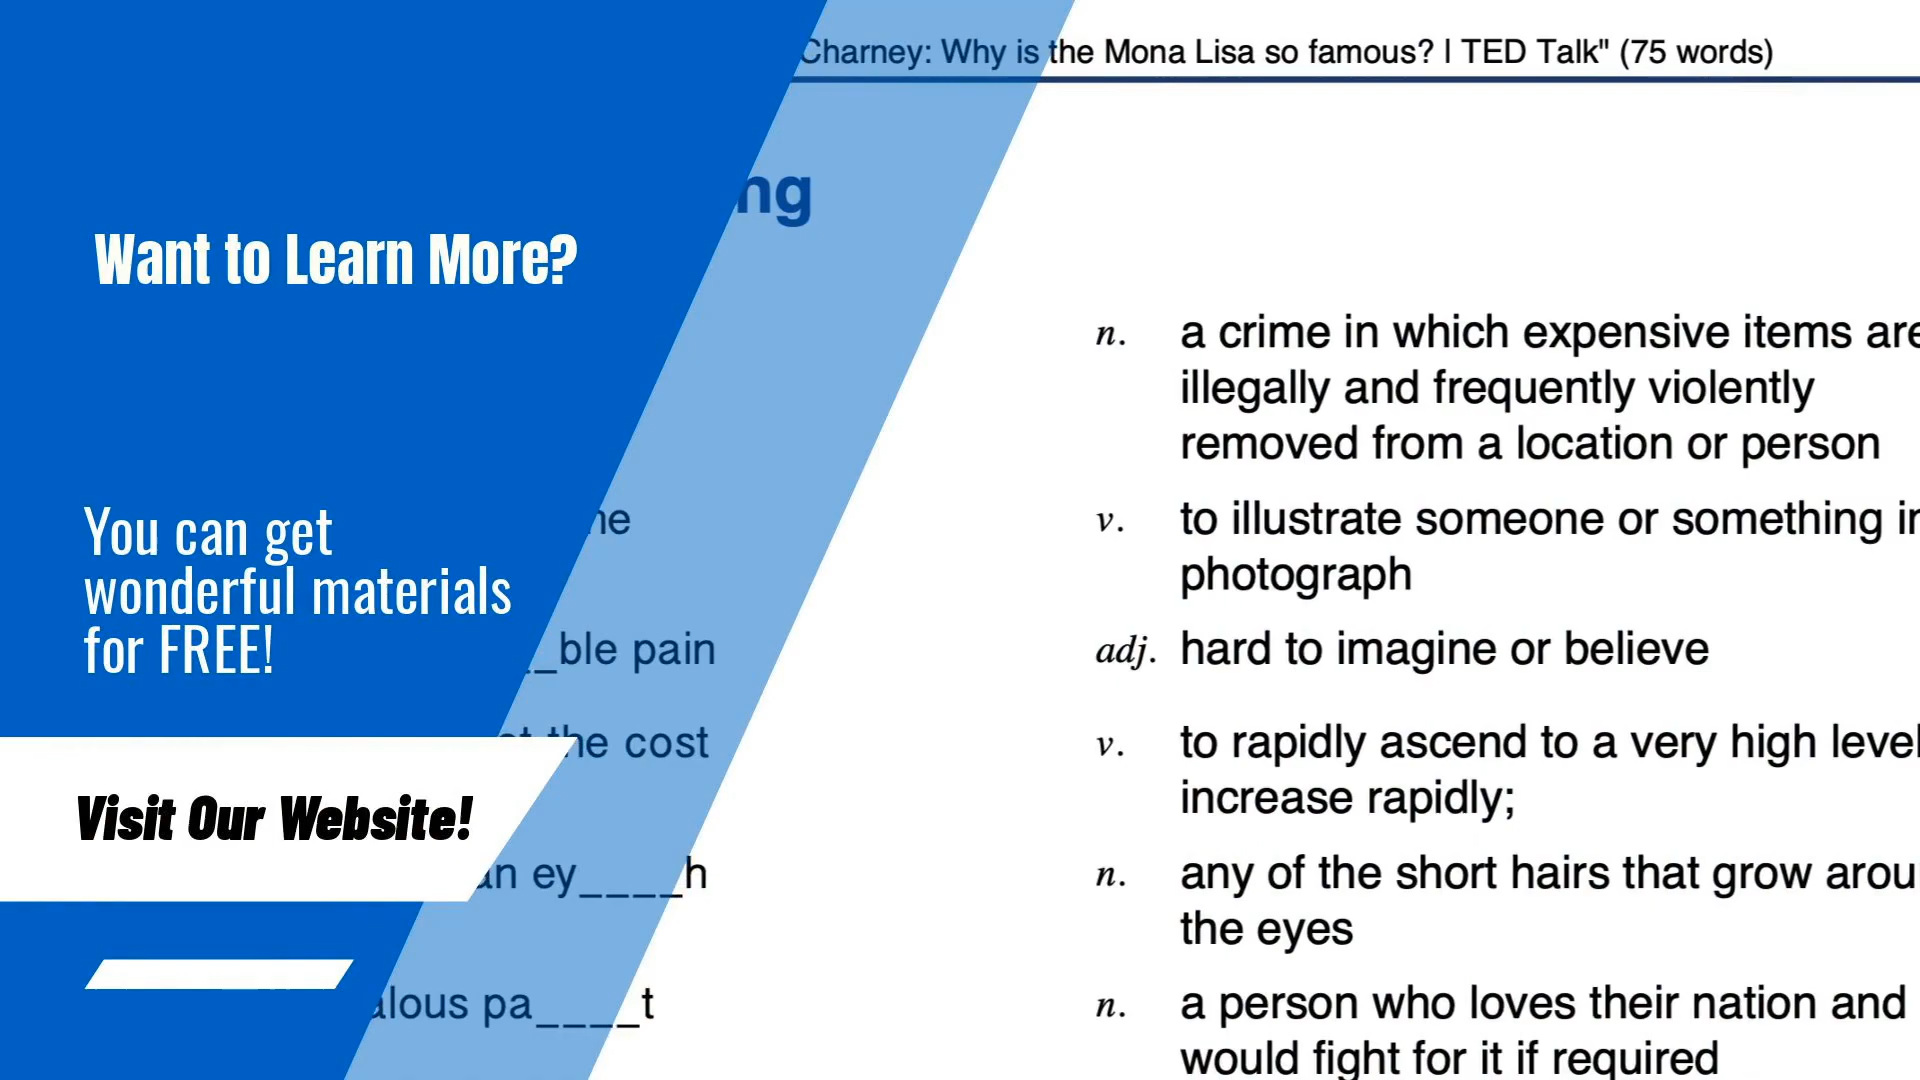 Charney: Why is the Mona Lisa so famous? | TED Talk" (75 words)
ng
Want to Learn More?
You can get
wonderful materials
for FREE!
Visit Our Website!
n. a crime in which expensive items are
illegally and frequently violently
removed from a location or person
v. to illustrate someone or something in
photograph
_ble pain adj. hard to imagine or believe
the cost v. to rapidly ascend to a very high level
increase rapidly;
an ey____h n. any of the short hairs that grow arou
the eyes
alous pa____t n. a person who loves their nation and
would fight for it if required